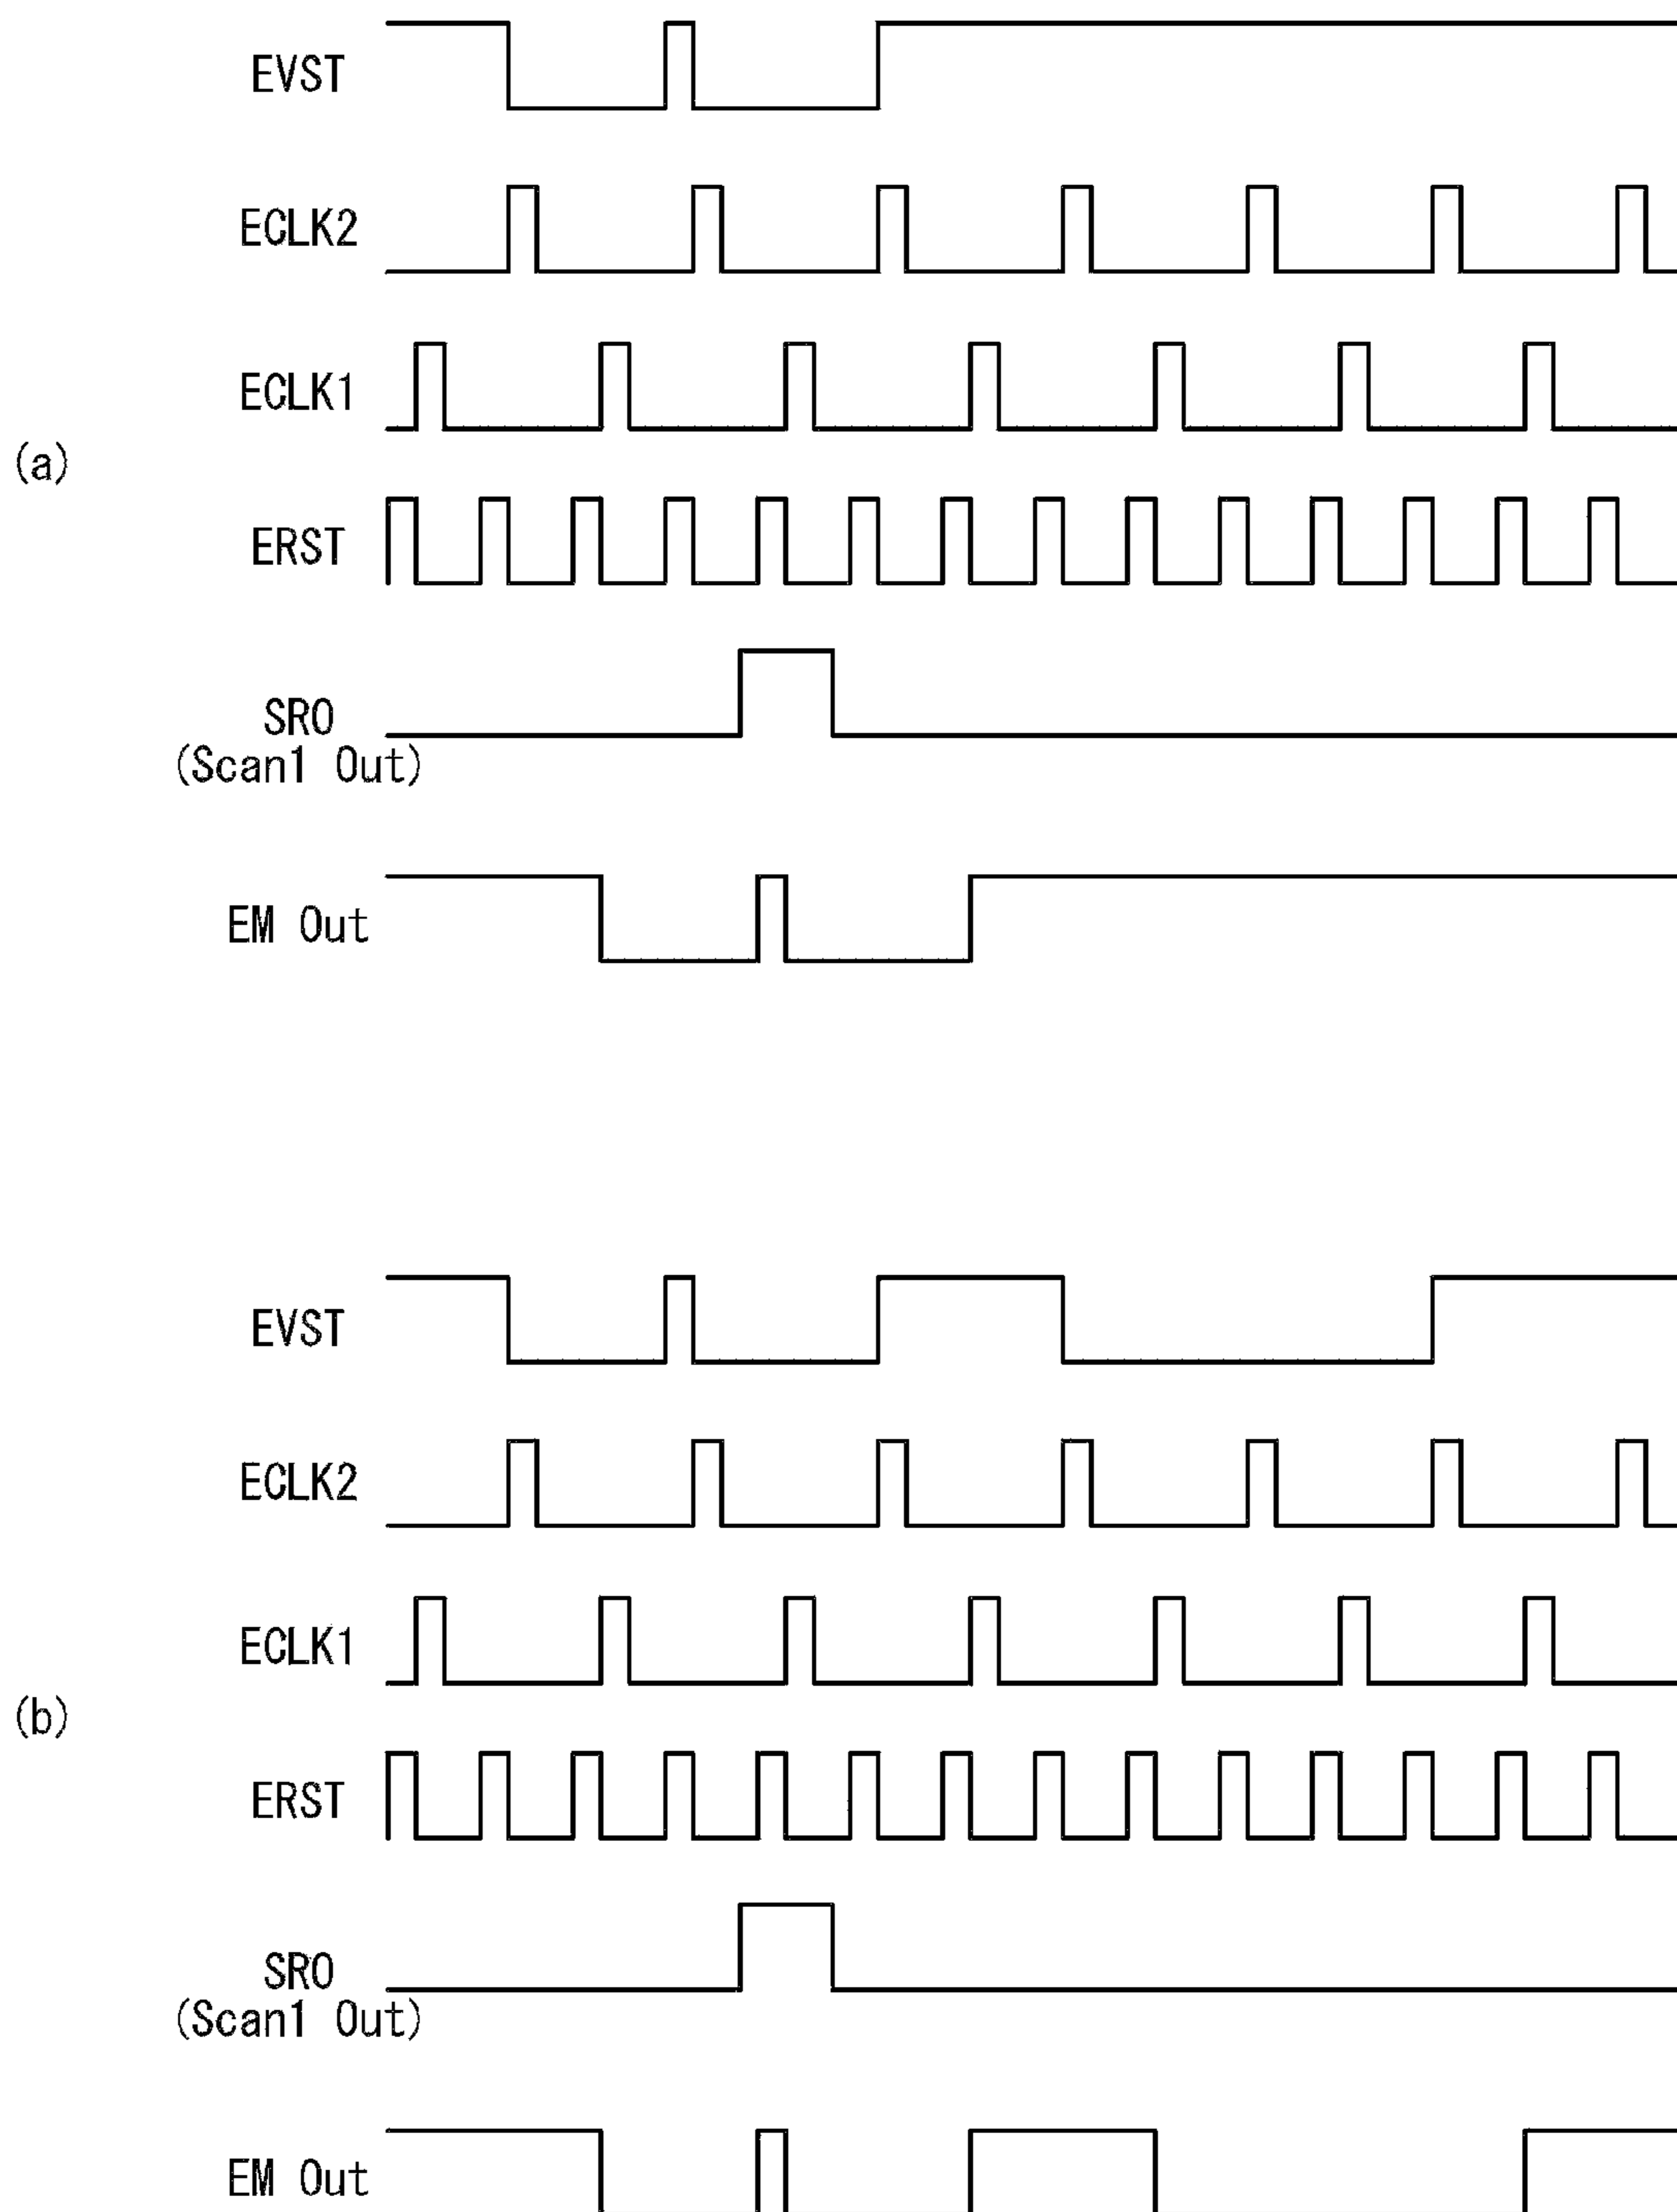 EVST
ECLK2
ECLK1
(a)
ERST
SRO
(Scan1 Out)
EM Out
EVST
ECLK2
ECLK1
(b)
ERST
SRO
(Scan1 Out)
EM Out